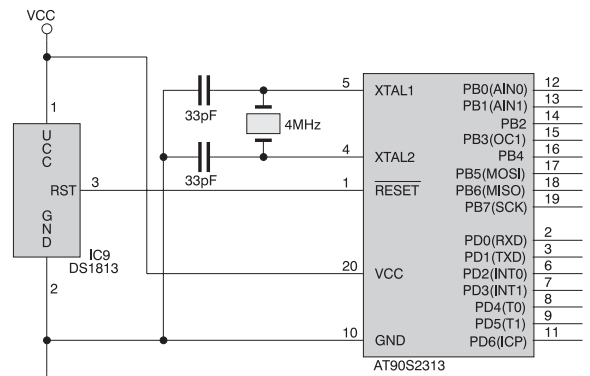 VCC
1
UCC
RST
3
GND
IC9
DS1813
2
33pF
4MHz
33pF
5
XTAL1
4
XTAL2
1
RESET
20
VCC
10
GND
PB0(AIN0)
12
PB1(AIN1)
13
PB2
14
PB3(OC1)
15
PB4
16
PB5(MOSI)
17
PB6(MISO)
18
PB7(SCK)
19
PD0(RXD)
2
PD1(TXD)
3
PD2(INT0)
6
PD3(INT1)
7
PD4(T0)
8
PD5(T1)
9
PD6(ICP)
11
AT90S2313